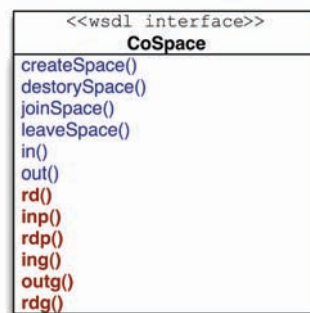 <<wsdl interface>>
CoSpace
createSpace()
destorySpace()
joinSpace()
leaveSpace()
in()
out()
rd()
inp()
rdp()
ing()
outg()
rdg()